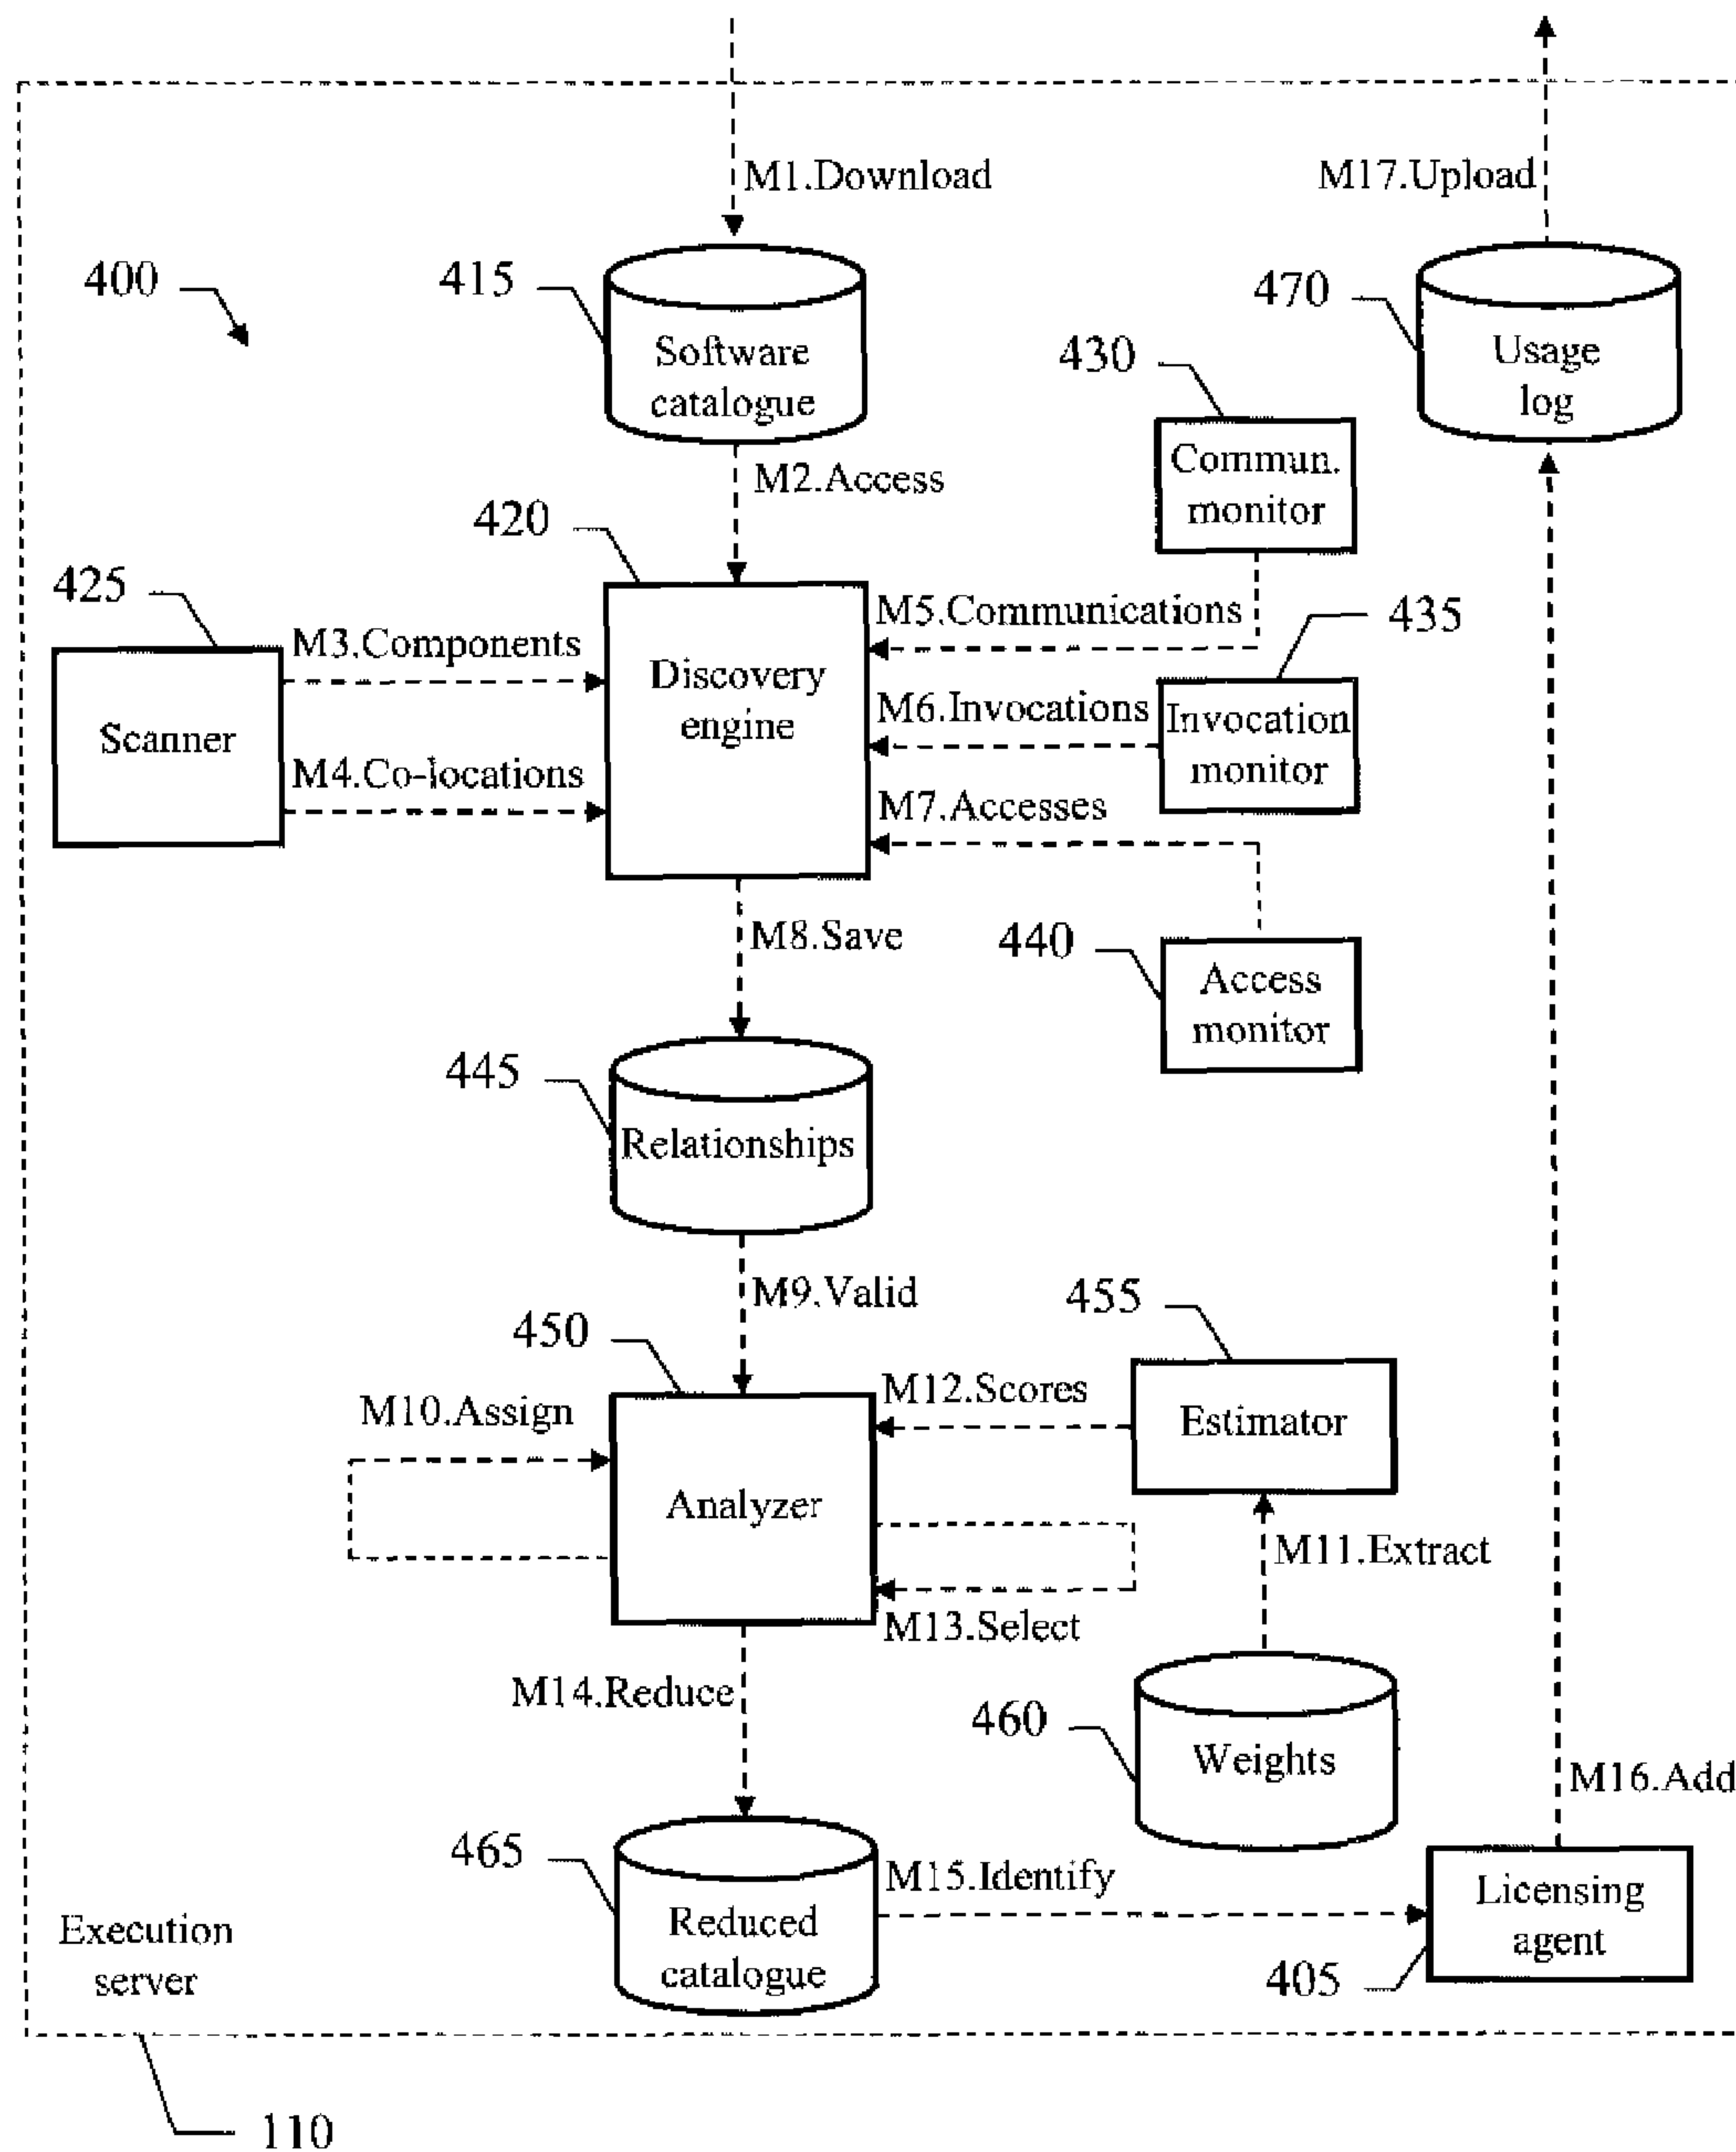 M1.Download
M17.Upload
400
415
470
Software
catalogue
Usage
log
430
Commun.
monitor
M2.Access
420
425
M5.Communications
435
M3.Components
Discovery
engine
M6.Invocations
Invocation
monitor
Scanner
M4.Co-locations
M7.Accesses
M8.Save
440
Access
monitor
445
Relationships
M9.Valid
455
450
M10.Assign
M12.Scores
Estimator
Analyzer
M11.Extract
M13.Select
M14.Reduce
460
Weights
M16.Add
465
M15.Identify
Licensing
agent
Reduced
catalogue
405
Execution
server
110